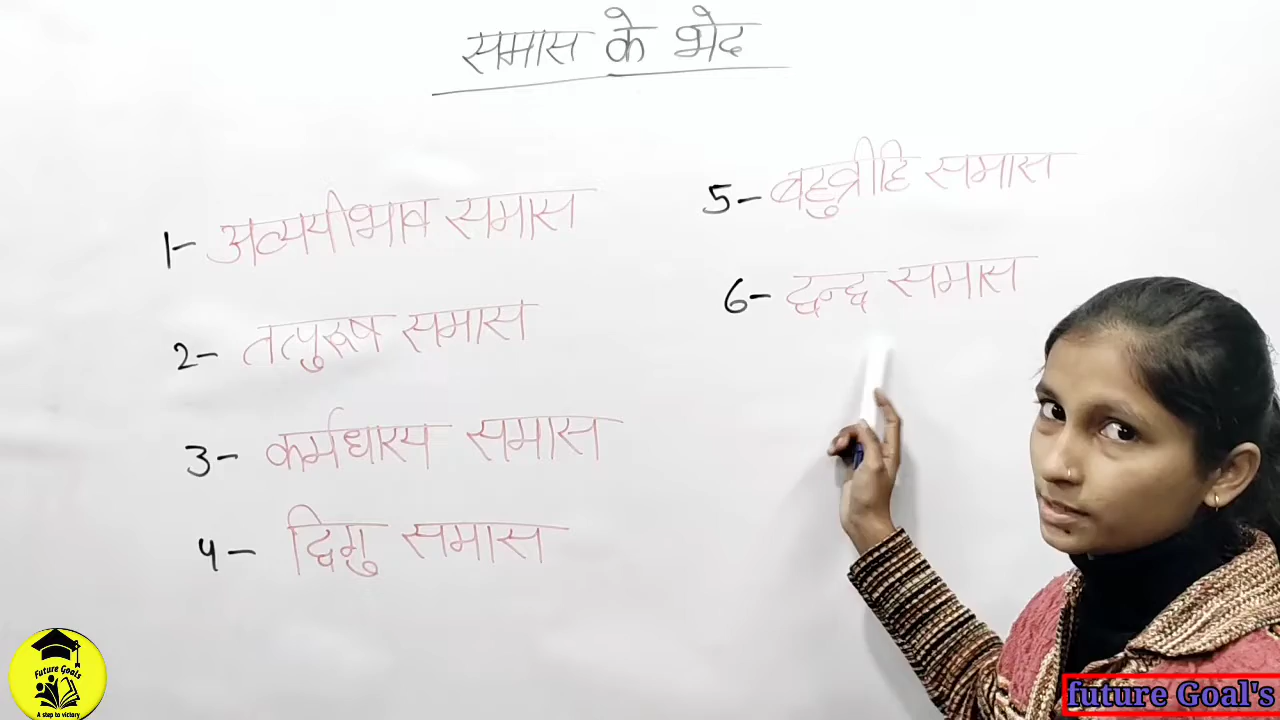 समास के भेद
1- अव्ययीभाव समास
2- तत्पुरूष समास
3- कर्मधारय समास
4- द्विगु समास
5- बहुव्रीहि समास
6- द्वन्द्व समास
Future Goals
A step to victory
future Goal's